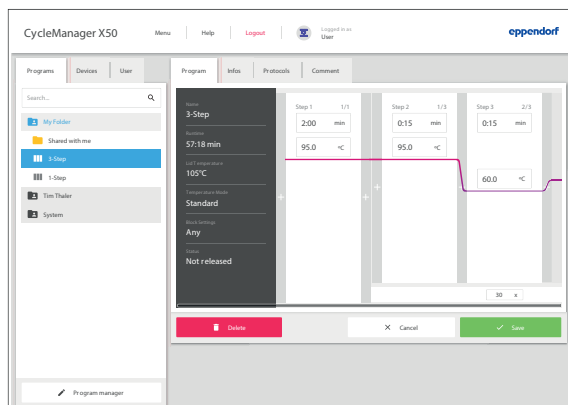 CycleManager X50
Menu
Help
Logout
Logged in as
User
eppendorf
Programs
Devices
User
Search...
My Folder
Shared with me
3-Step
1-Step
Tim Thaler
System
Program manager
Program
Infos
Protocols
Comment
Name
3-Step
Runtime
57:18 min
Lid Temperature
105°C
Temperature Mode
Standard
Block Settings
Any
Status
Not released
Step 1 1/1
2:00 min
95.0 °C
Step 2 1/3
0:15 min
95.0 °C
Step 3 2/3
0:15 min
60.0 °C
30 x
Delete
Cancel
Save